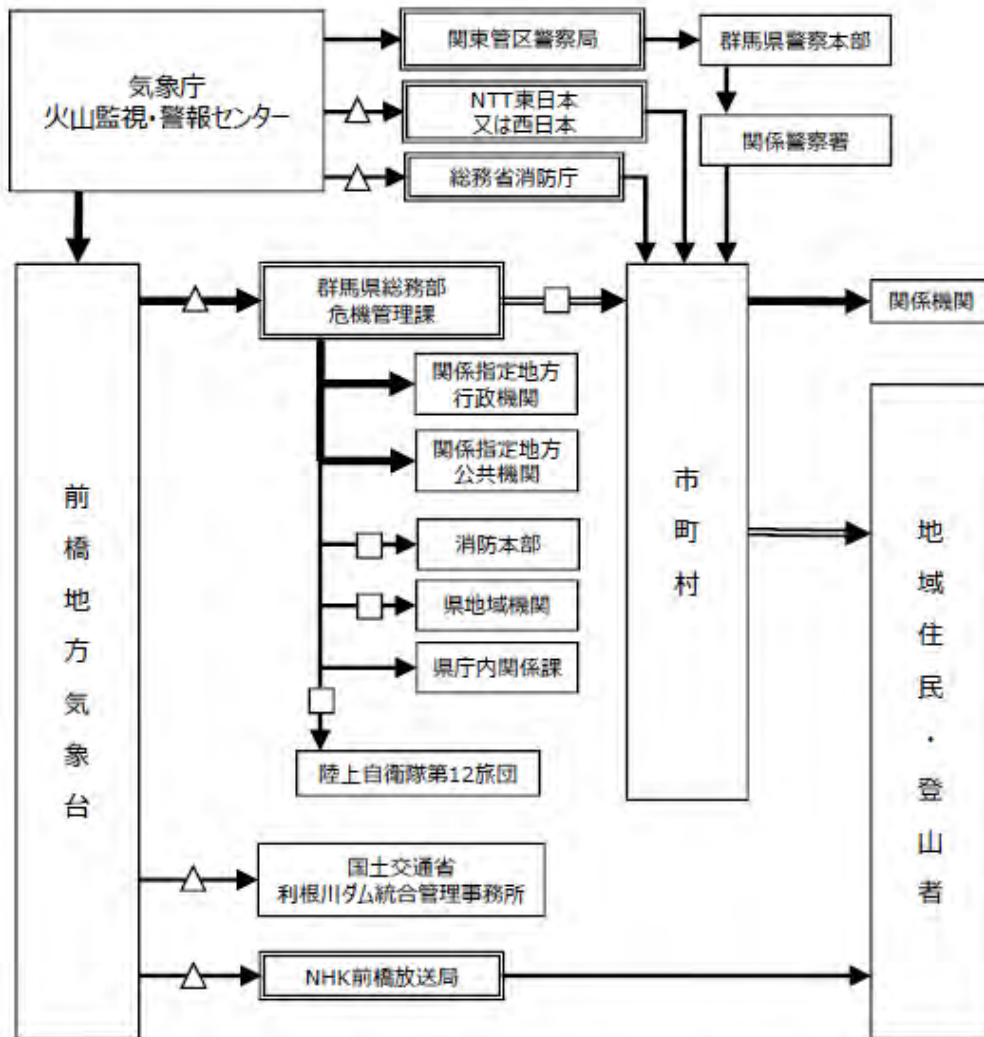 気象庁
火山監視・警報センター
関東管区警察局
群馬県警察本部
NTT東日本
又は西日本
関係警察署
総務省消防庁
前橋地方気象台
群馬県総務部
危機管理課
関係指定地方
行政機関
関係指定地方
公共機関
消防本部
県地域機関
県庁内関係課
陸上自衛隊第12旅団
国土交通省
利根川ダム統合管理事務所
NHK前橋放送局
市町村
関係機関
地域住民・登山者